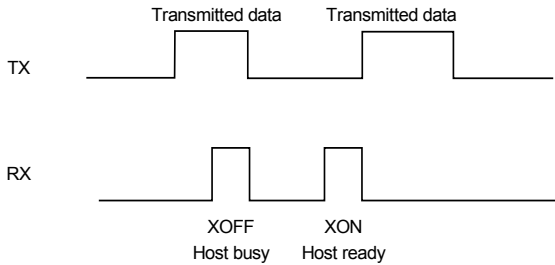 Transmitted data Transmitted data
TX
RX
XOFF XON
Host busy Host ready